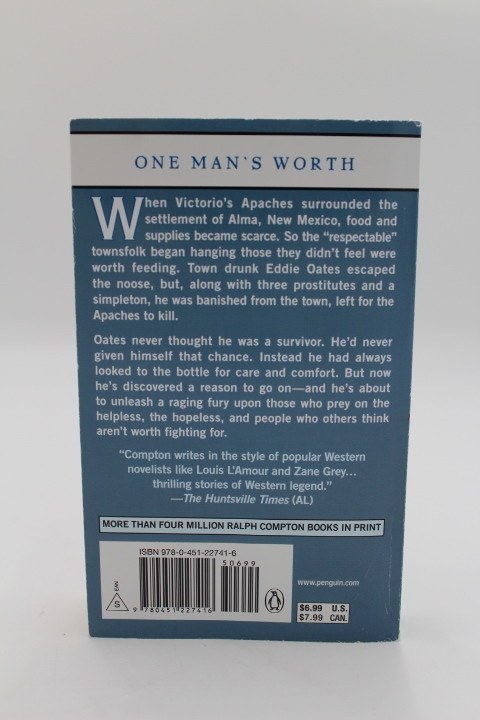 ONE MAN'S WORTH
When Victorio's Apaches surrounded the
settlement of Alma, New Mexico, food and
supplies became scarce. So the “respectable”
townsfolk began hanging those they didn't feel were
worth feeding. Town drunk Eddie Oates escaped
the noose, but, along with three prostitutes and a
simpleton, he was banished from the town, left for the
Apaches to kill.
Oates never thought he was a survivor. He'd never
given himself that chance. Instead he had always
looked to the bottle for care and comfort. But now
he's discovered a reason to go on—and he's about
to unleash a raging fury upon those who prey on the
helpless, the hopeless, and people who others think
aren't worth fighting for.
“Compton writes in the style of popular Western
novelists like Louis L'Amour and Zane Grey...
thrilling stories of Western legend.”
—The Huntsville Times (AL)
MORE THAN FOUR MILLION RALPH COMPTON BOOKS IN PRINT
ISBN 978-0-451-22741-6
50699
EAN
S
9 780451 227416
www.penguin.com
$6.99 U.S.
$7.99 CAN.